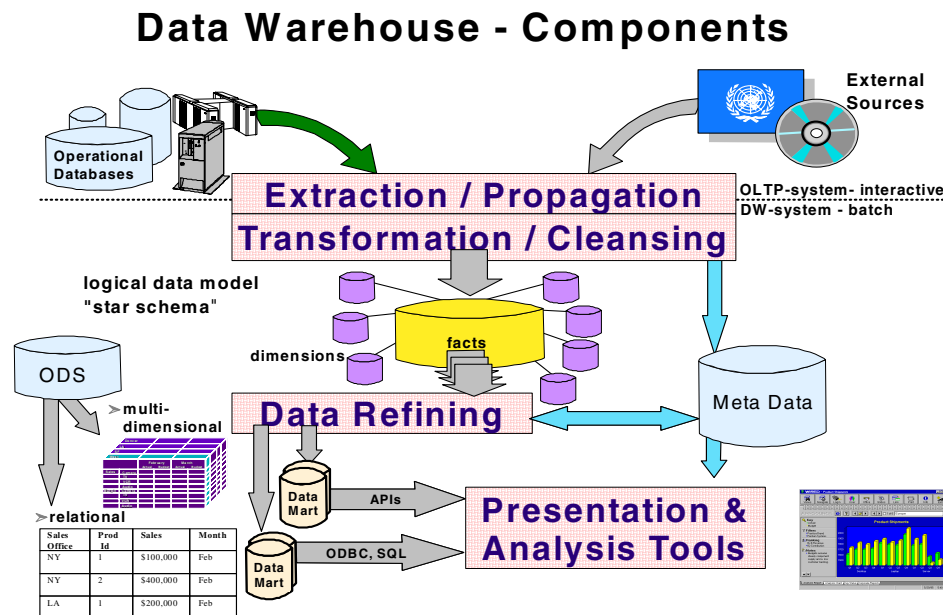 Data Warehouse - Components
External
Sources
Operational
Databases
Extraction / Propagation
OLTP-system- interactive
DW-system - batch
Transformation / Cleansing
logical data model
"star schema"
facts
dimensions
ODS
Meta Data
Data Refining
➢ multi-
dimensional
February March
Data
Mart
APIs
Presentation &
Analysis Tools
➢ relational
ODBC, SQL
Data
Mart
Sales Office Prod Id Sales Month
NY 1 $100,000 Feb
NY 2 $400,000 Feb
LA 1 $200,000 Feb
Product Shipments